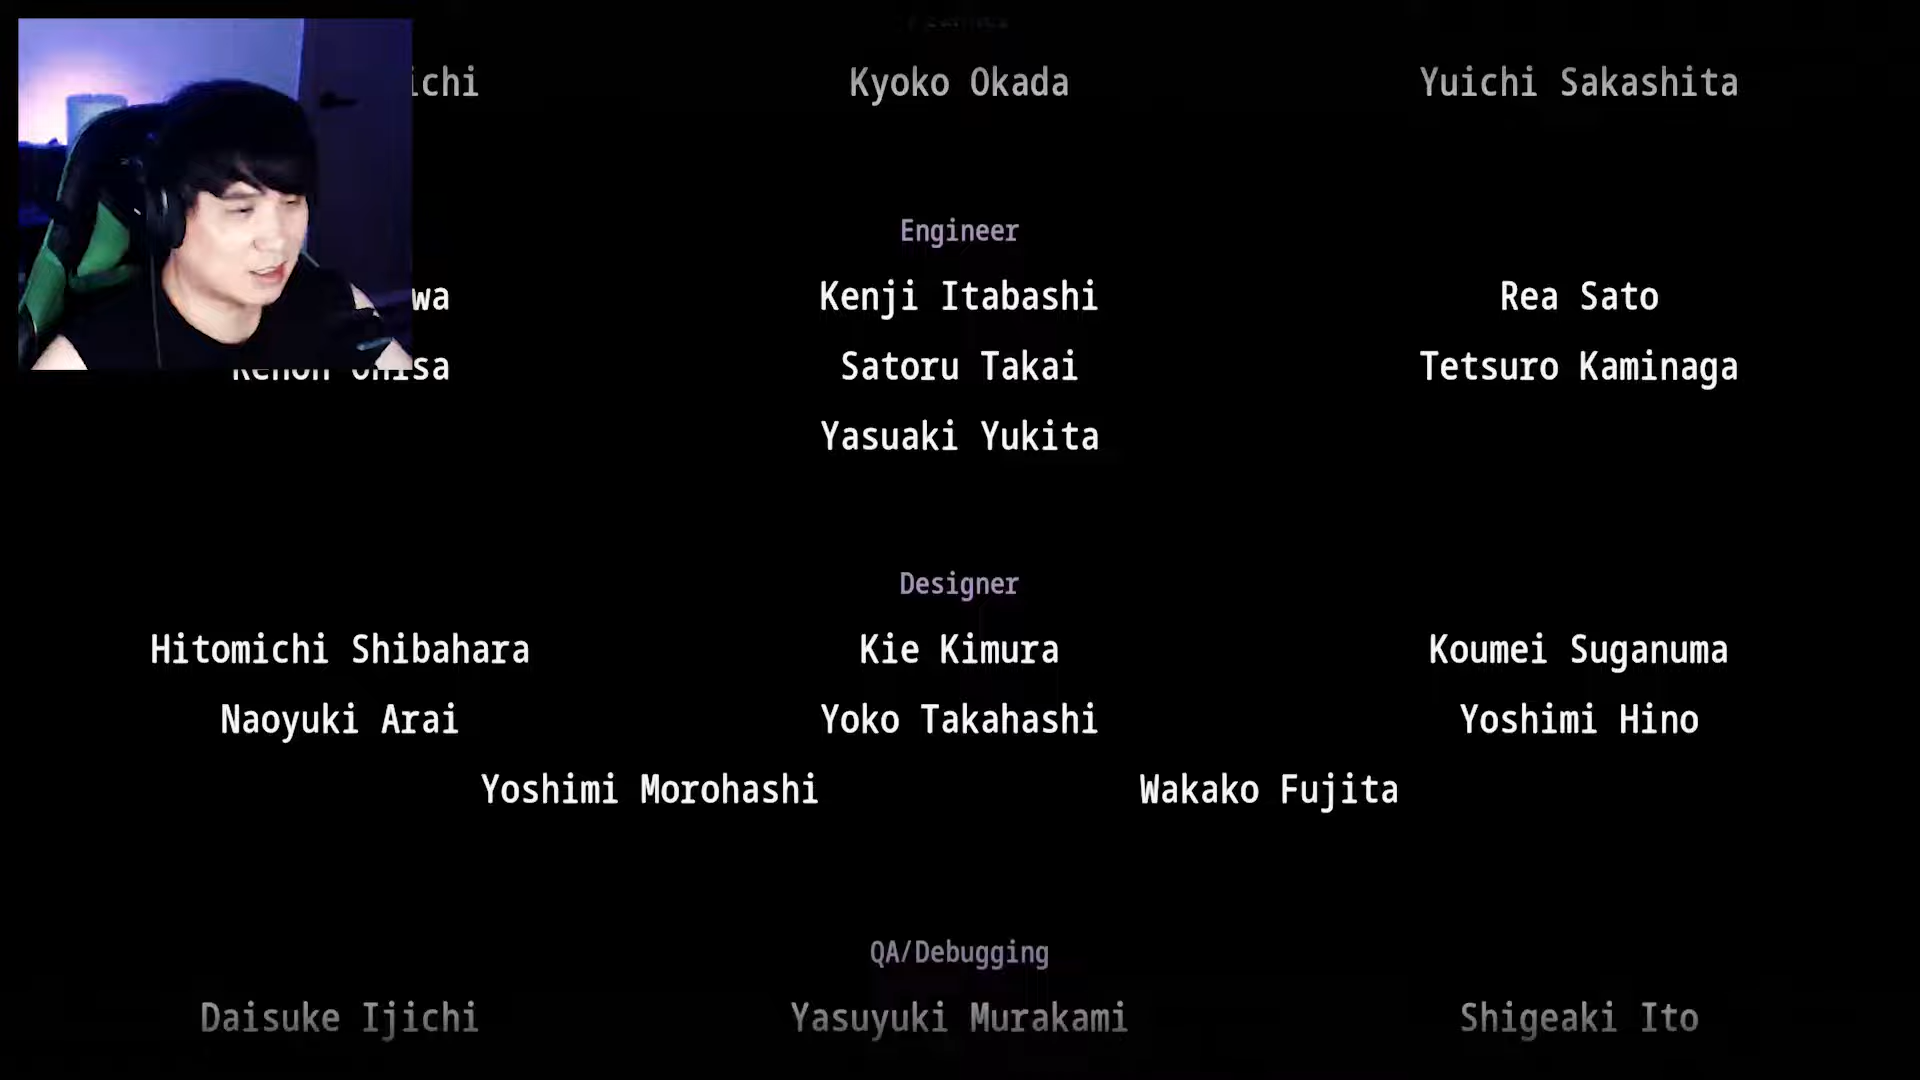 Kyoko Okada Yuichi Sakashita
Engineer
Kenji Itabashi Rea Sato
Satoru Takai Tetsuro Kaminaga
Yasuaki Yukita
Designer
Hitomichi Shibahara Kie Kimura Koumei Suganuma
Naoyuki Arai Yoko Takahashi Yoshimi Hino
Yoshimi Morohashi Wakako Fujita
QA/Debugging
Daisuke Ijichi Yasuyuki Murakami Shigeaki Ito